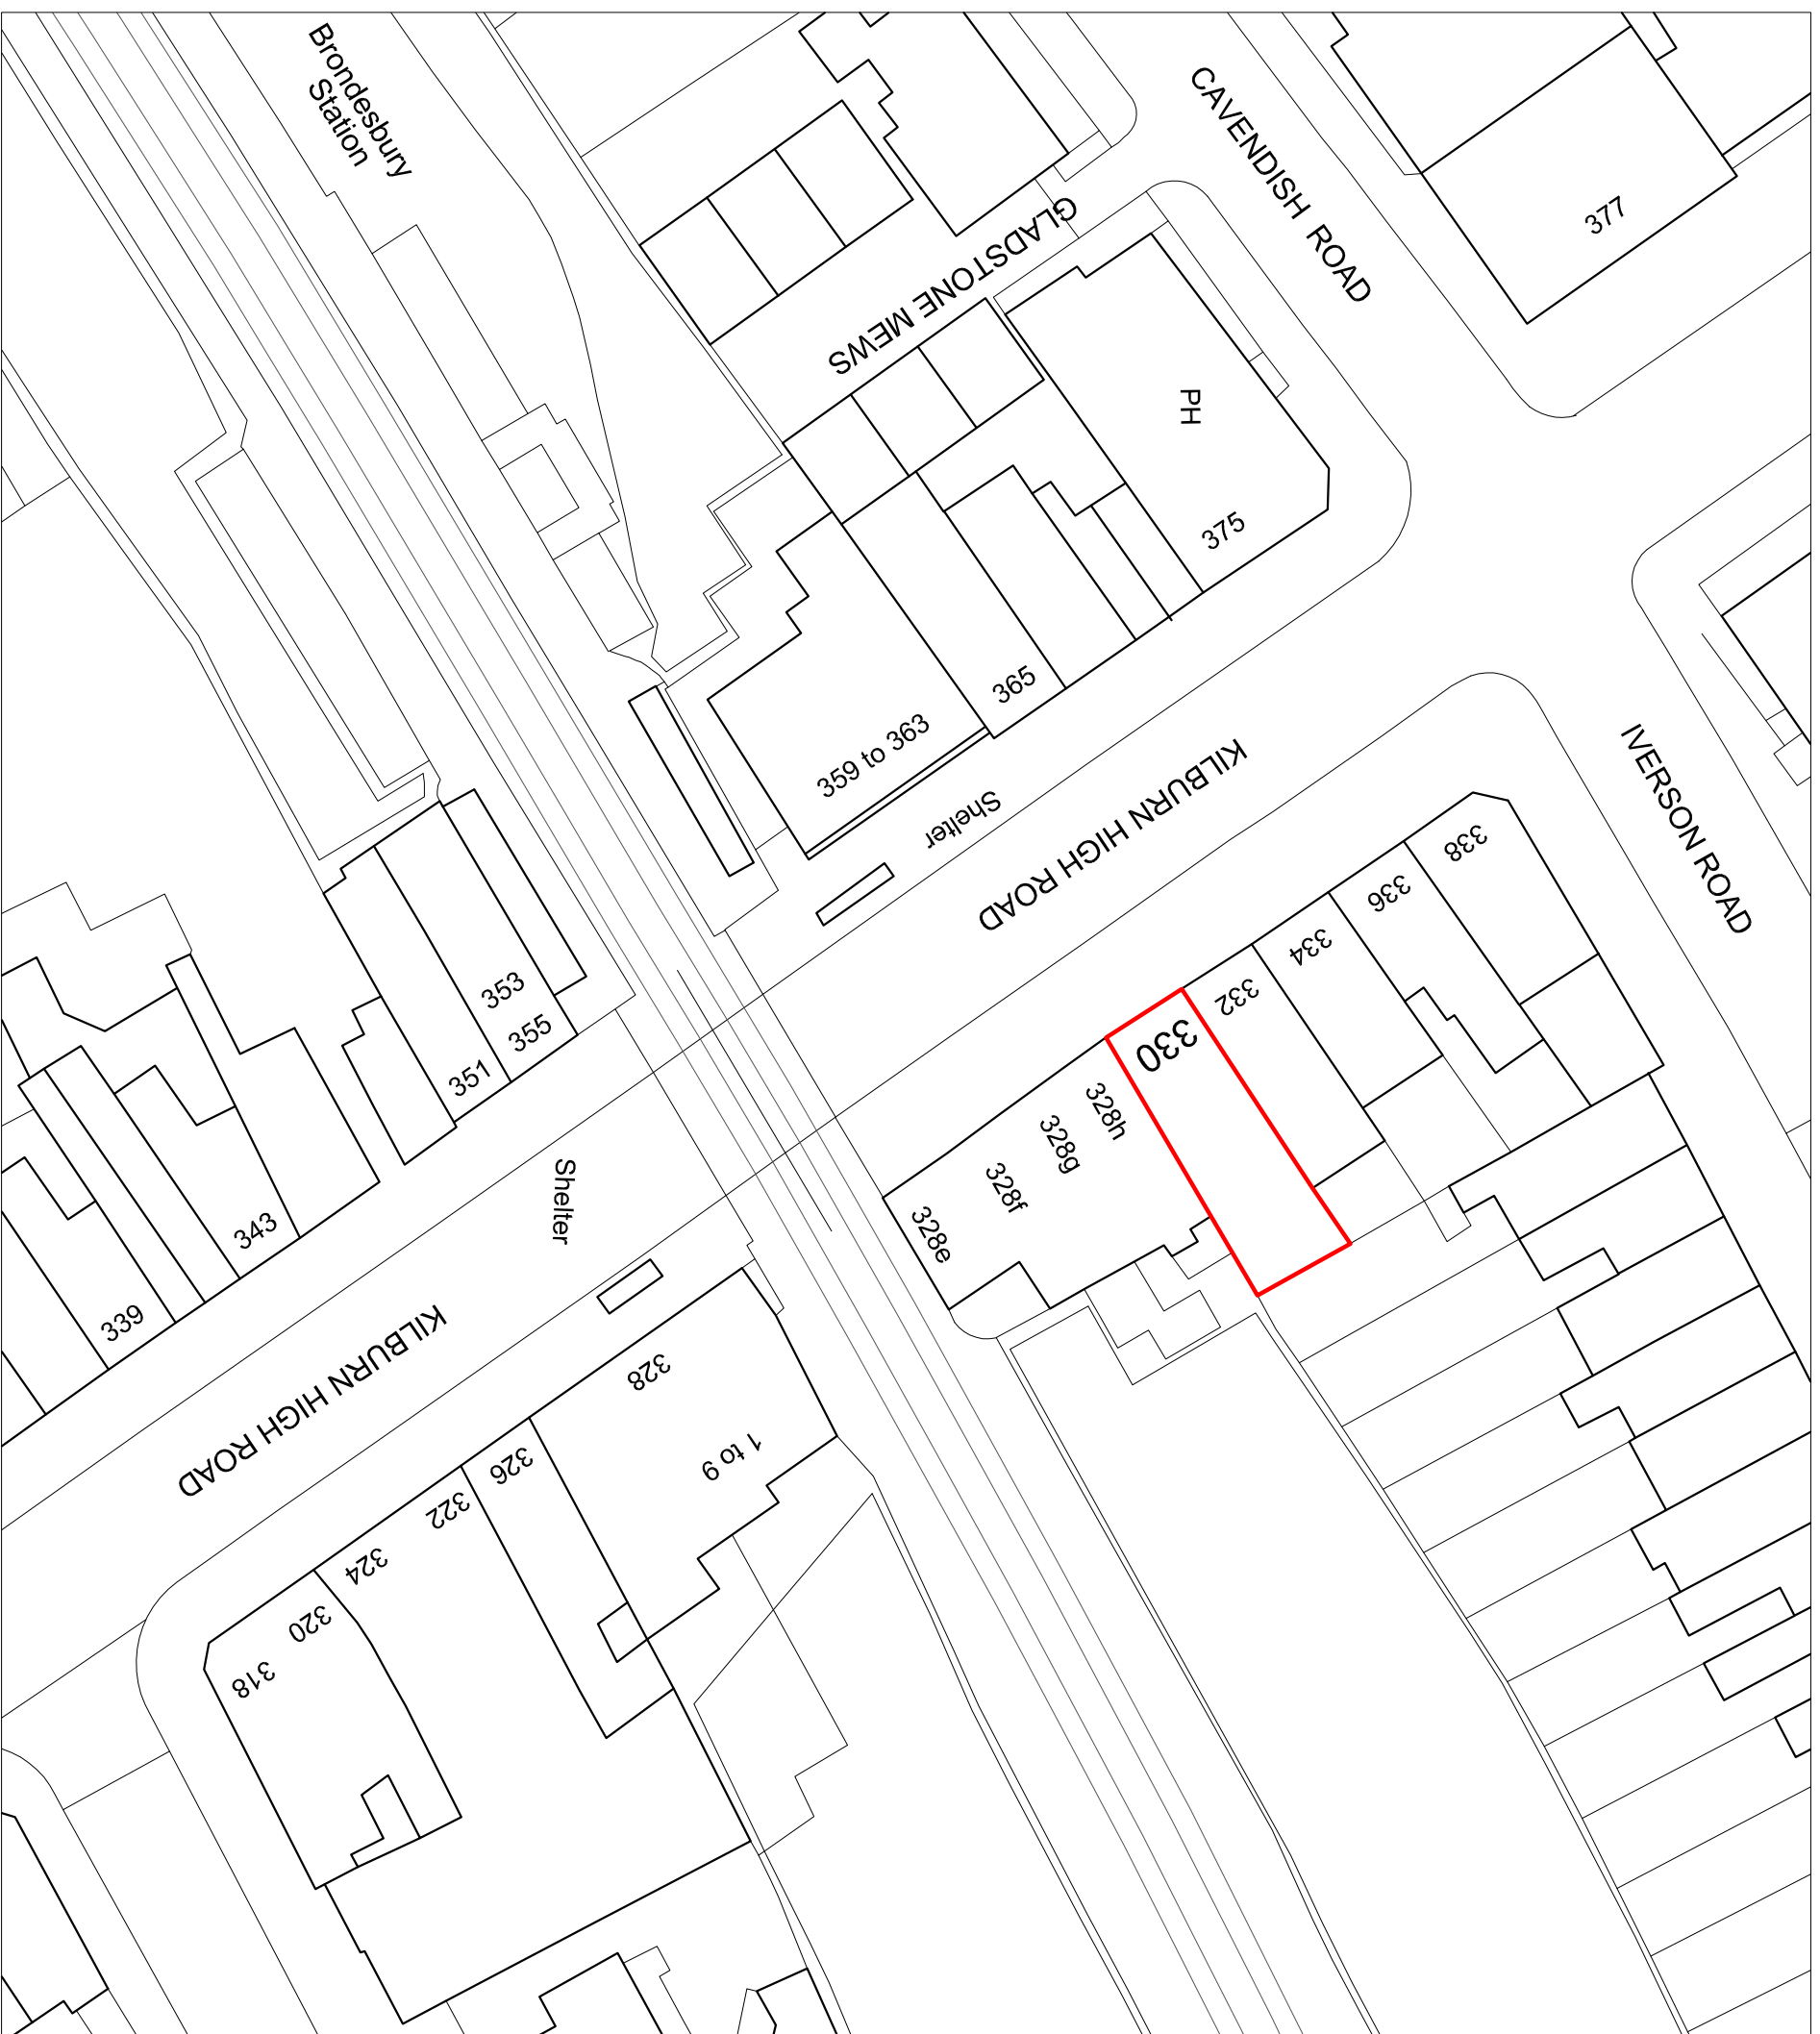 Brondesbury
Station
CAVENDISH ROAD
377
GLADSTONE MEWS
PH
375
365
359 to 363
Shelter
KILBURN HIGH ROAD
IVERSON ROAD
338
336
334
332
330
328h
328g
328f
328e
353
355
351
343
339
Shelter
KILBURN HIGH ROAD
328
1 to 9
326
322
324
320
318